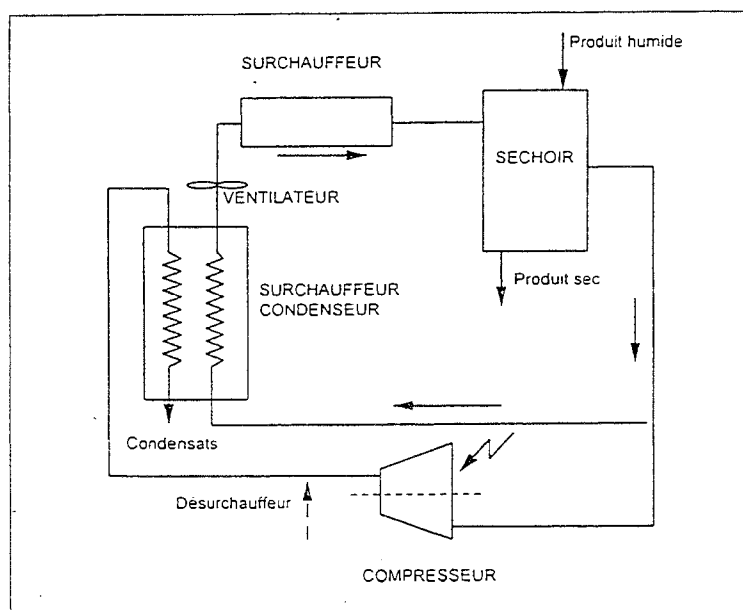 Produit humide
SURCHAUFFEUR
SECHOIR
VENTILATEUR
Produit sec
SURCHAUFFEUR
CONDENSEUR
Condensats
Désurchauffeur
COMPRESSEUR